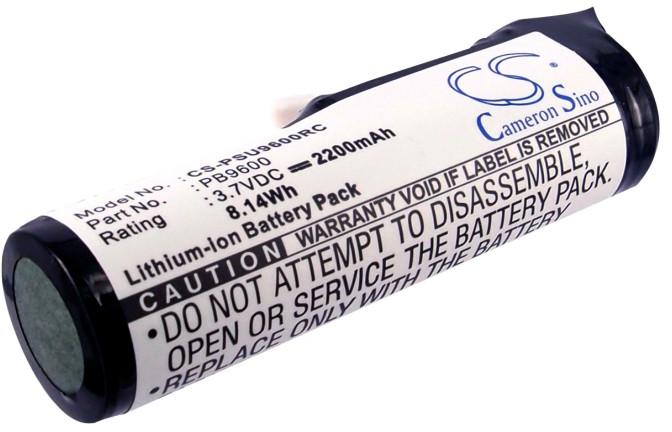 CS
Cameron Sino
Model No. : CS-PSU9600RC
Part No. : PB9600
Rating : 3.7VDC ⎓ 2200mAh
8.14Wh
Lithium-Ion Battery Pack
CAUTION WARRANTY VOID IF LABEL IS REMOVED
•DO NOT ATTEMPT TO DISASSEMBLE,
OPEN OR SERVICE THE BATTERY PACK
•REPLACE ONLY WITH THE SAME